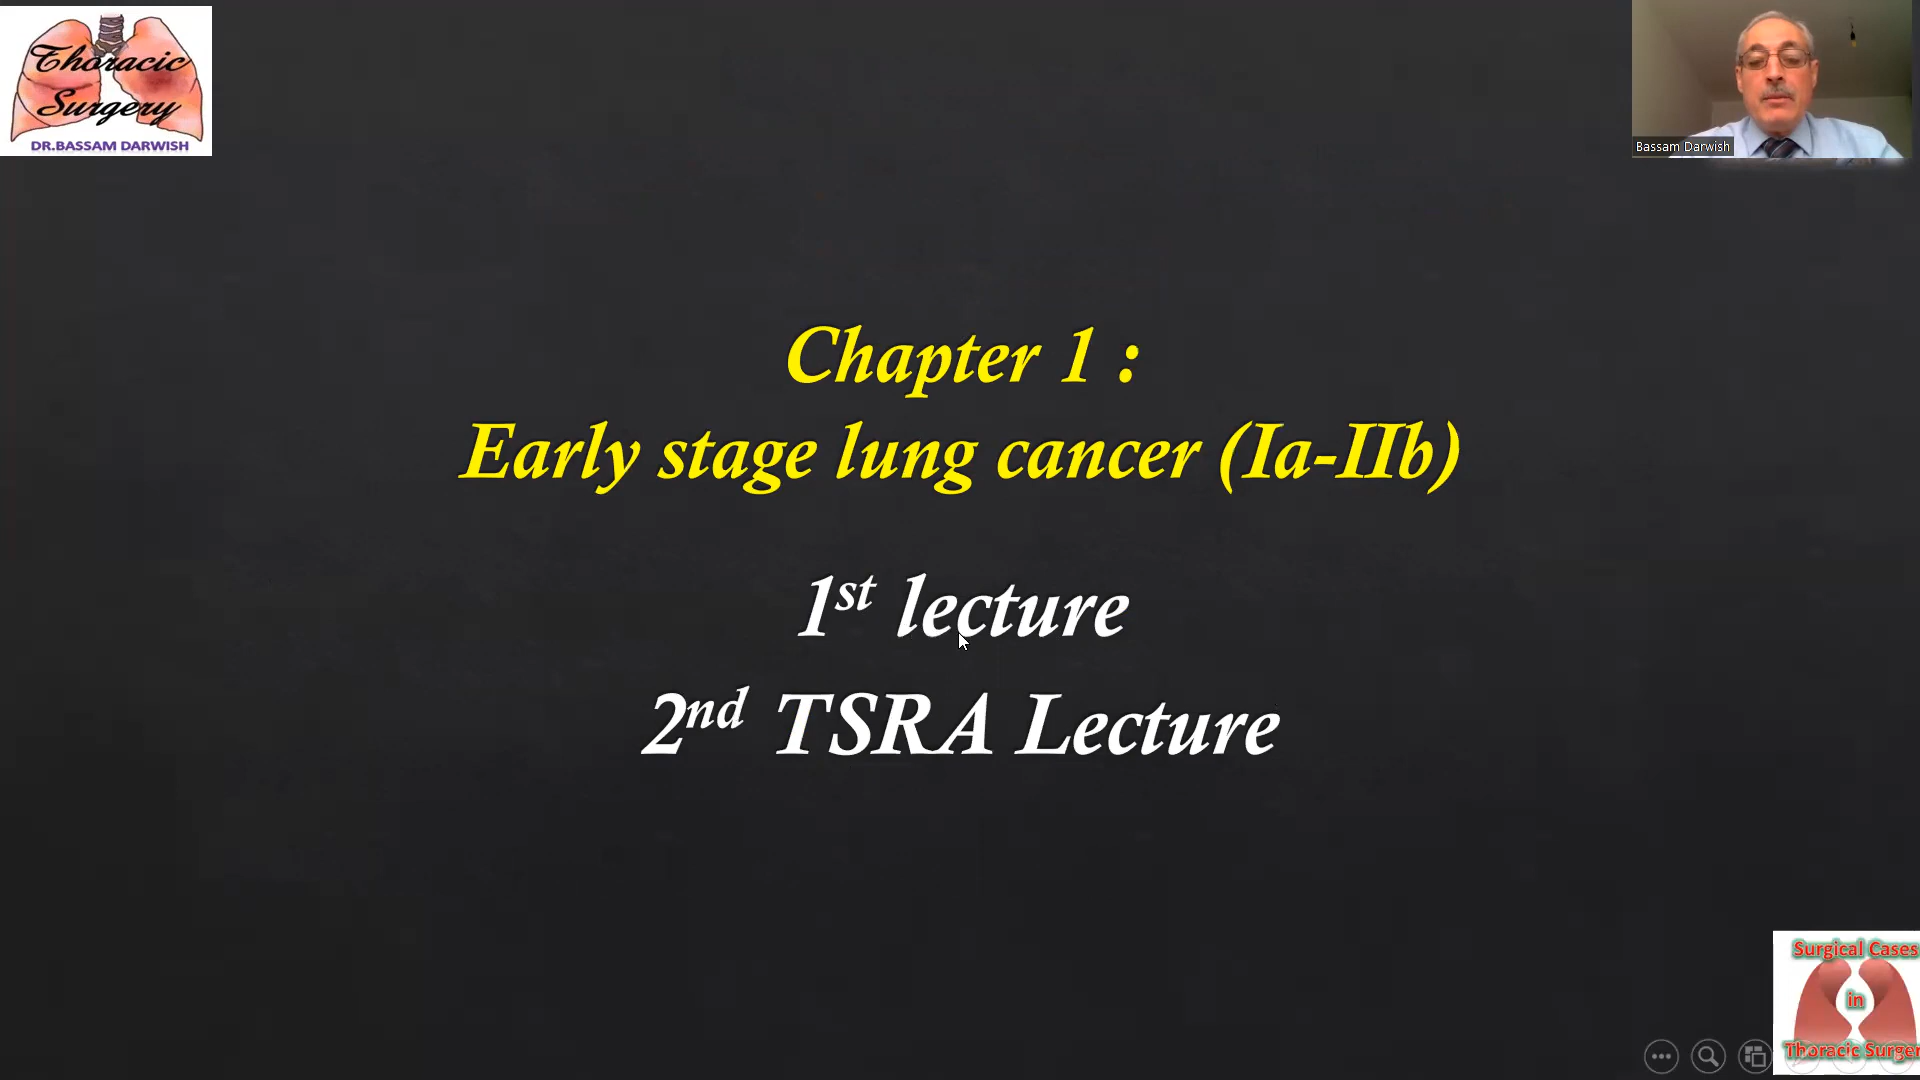 Thoracic
Surgery
DR.BASSAM DARWISH
Bassam Darwish
Chapter 1 :
Early stage lung cancer (Ia-IIb)
1st lecture
2nd TSRA Lecture
Surgical Cases
in
Thoracic Surger